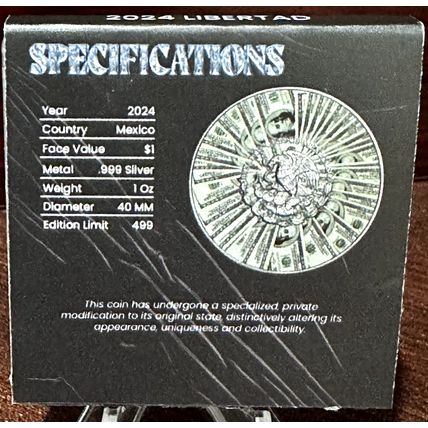 2024 LIBERTAD
SPECIFICATIONS
Year 2024
Country Mexico
Face Value $1
Metal .999 Silver
Weight 1 Oz
Diameter 40 MM
Edition Limit 499
This coin has undergone a specialized, private
modification to its original state, distinctively altering its
appearance, uniqueness and collectibility.